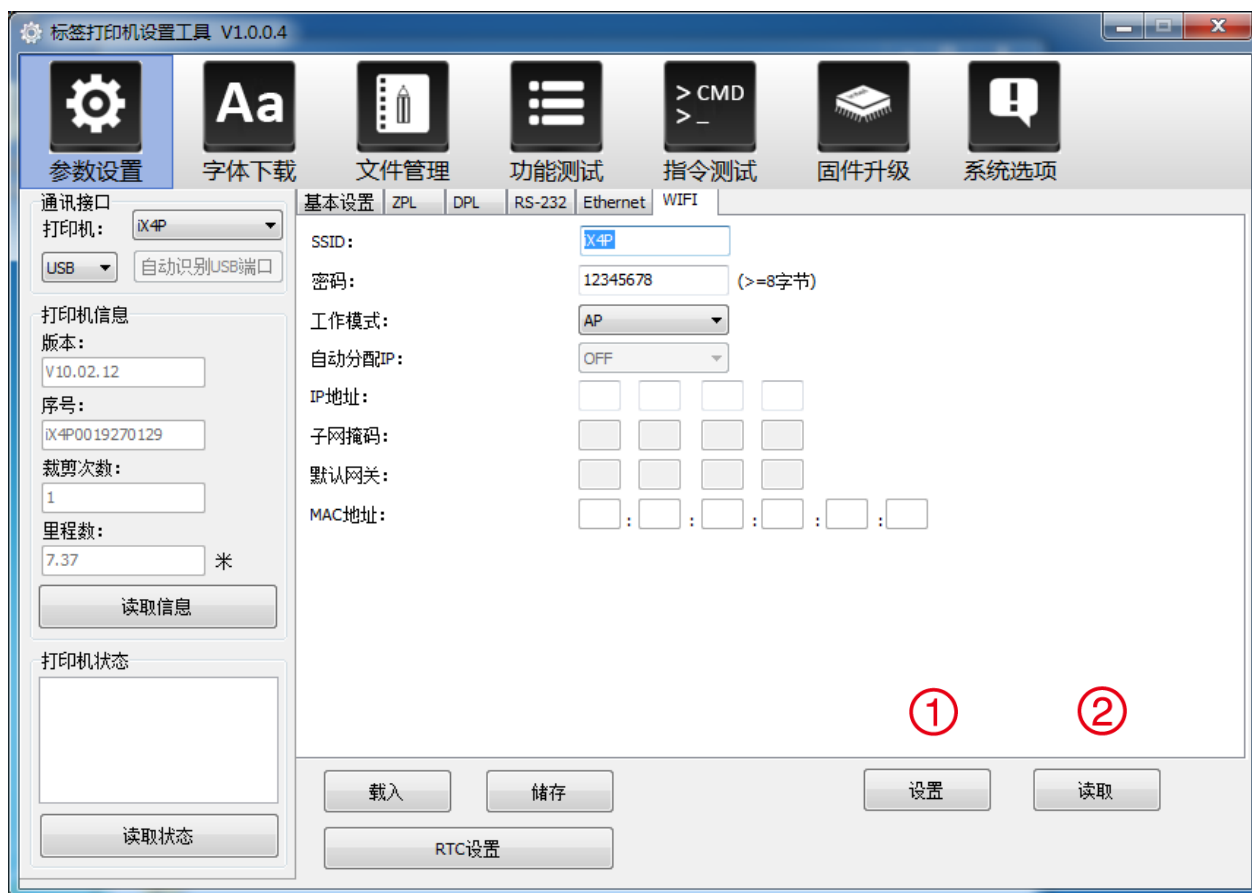 标签打印机设置工具 V1.0.0.4
Aa
> CMD
> _
参数设置 字体下载 文件管理 功能测试 指令测试 固件升级 系统选项
通讯接口
打印机: iX4P
USB 自动识别USB端口
打印机信息
版本:
V10.02.12
序号:
iX4P0019270129
裁剪次数:
1
里程数:
7.37 米
读取信息
打印机状态
读取状态
基本设置 ZPL DPL RS-232 Ethernet WIFI
SSID: iX4P
密码: 12345678 (>=8字节)
工作模式: AP
自动分配IP: OFF
IP地址:
子网掩码:
默认网关:
MAC地址: : : : : :
① ②
载入 储存 设置 读取
RTC设置